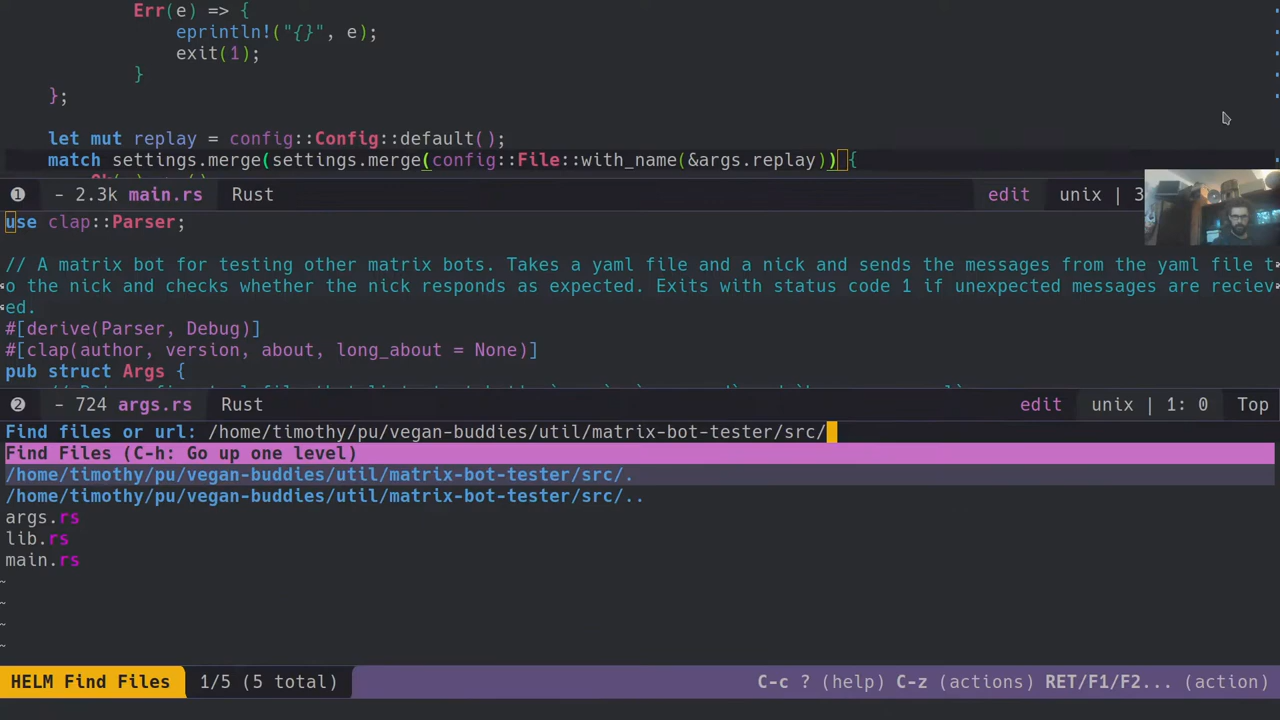 Err(e) => {
eprintln!("{}", e);
exit(1);
}
};
let mut replay = config::Config::default();
match settings.merge(settings.merge(config::File::with_name(&args.replay)) {
❶ - 2.3k main.rs Rust edit unix | 3
use clap::Parser;
// A matrix bot for testing other matrix bots. Takes a yaml file and a nick and sends the messages from the yaml file t
o the nick and checks whether the nick responds as expected. Exits with status code 1 if unexpected messages are reciev
ed.
#[derive(Parser, Debug)]
#[clap(author, version, about, long_about = None)]
pub struct Args {
❷ - 724 args.rs Rust edit unix | 1: 0 Top
Find files or url: /home/timothy/pu/vegan-buddies/util/matrix-bot-tester/src/
Find Files (C-h: Go up one level)
/home/timothy/pu/vegan-buddies/util/matrix-bot-tester/src/.
/home/timothy/pu/vegan-buddies/util/matrix-bot-tester/src/..
args.rs
lib.rs
main.rs
~
~
~
~
HELM Find Files 1/5 (5 total) C-c ? (help) C-z (actions) RET/F1/F2... (action)